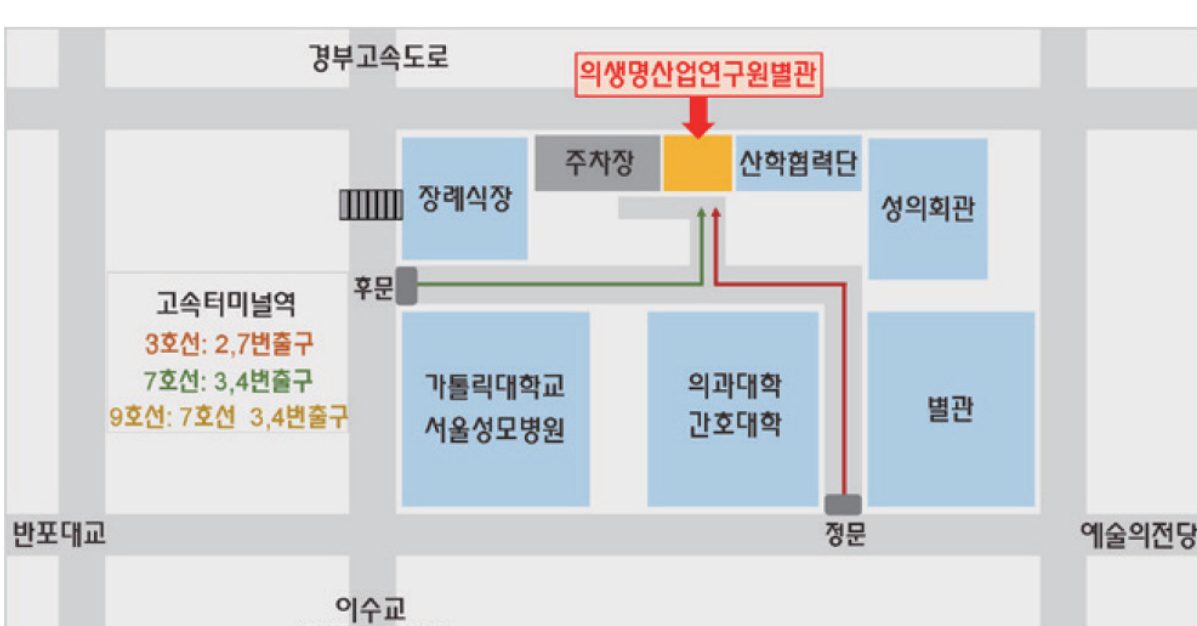 경부고속도로
의생명산업연구원별관
주차장
산학협력단
장례식장
성의회관
후문
고속터미널역
3호선: 2,7번출구
7호선: 3,4번출구
9호선: 7호선 3,4번출구
가톨릭대학교
서울성모병원
의과대학
간호대학
별관
반포대교
정문
예술의전당
이수교